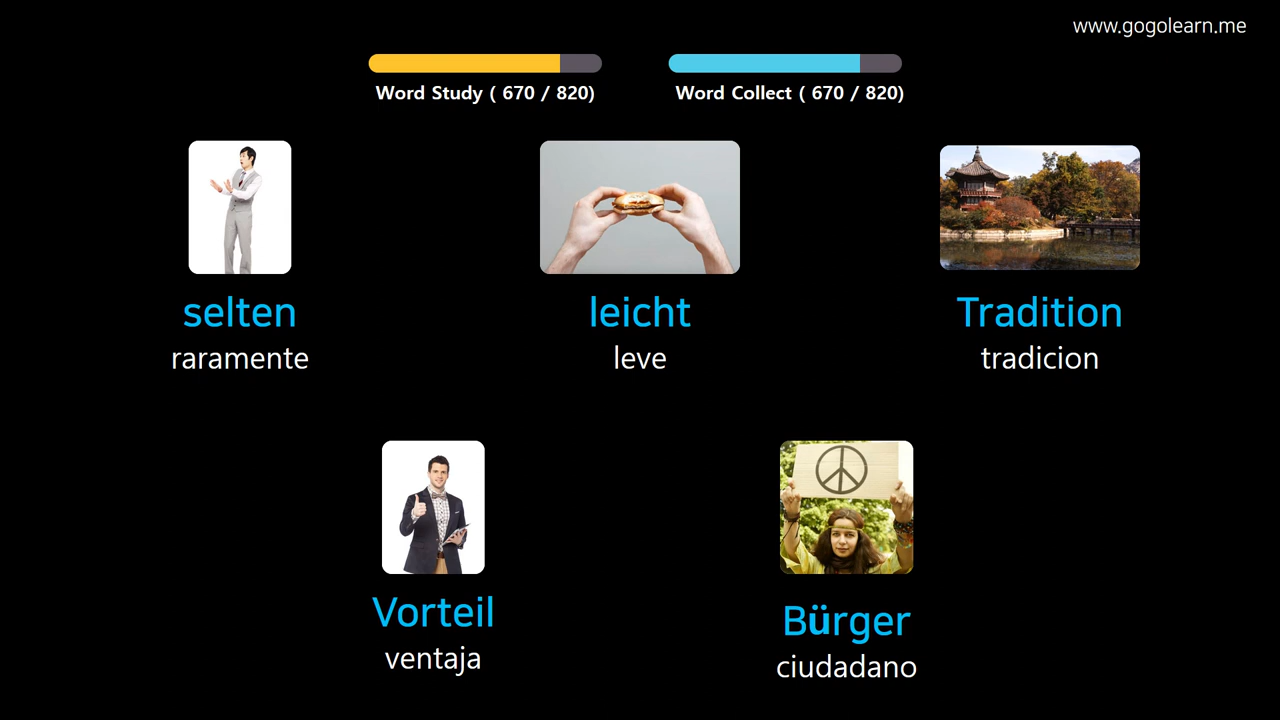 www.gogolearn.me
Word Study ( 670 / 820)
Word Collect ( 670 / 820)
selten
raramente
leicht
leve
Tradition
tradicion
Vorteil
ventaja
Bürger
ciudadano